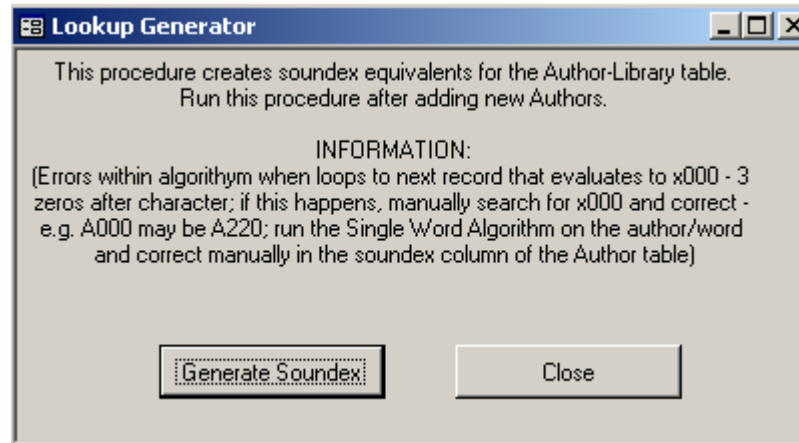 Lookup Generator
This procedure creates soundex equivalents for the Author-Library table.
Run this procedure after adding new Authors.
INFORMATION:
(Errors within algorithym when loops to next record that evaluates to x000 - 3
zeros after character; if this happens, manually search for x000 and correct -
e.g. A000 may be A220; run the Single Word Algorithm on the author/word
and correct manually in the soundex column of the Author table)
Generate Soundex Close